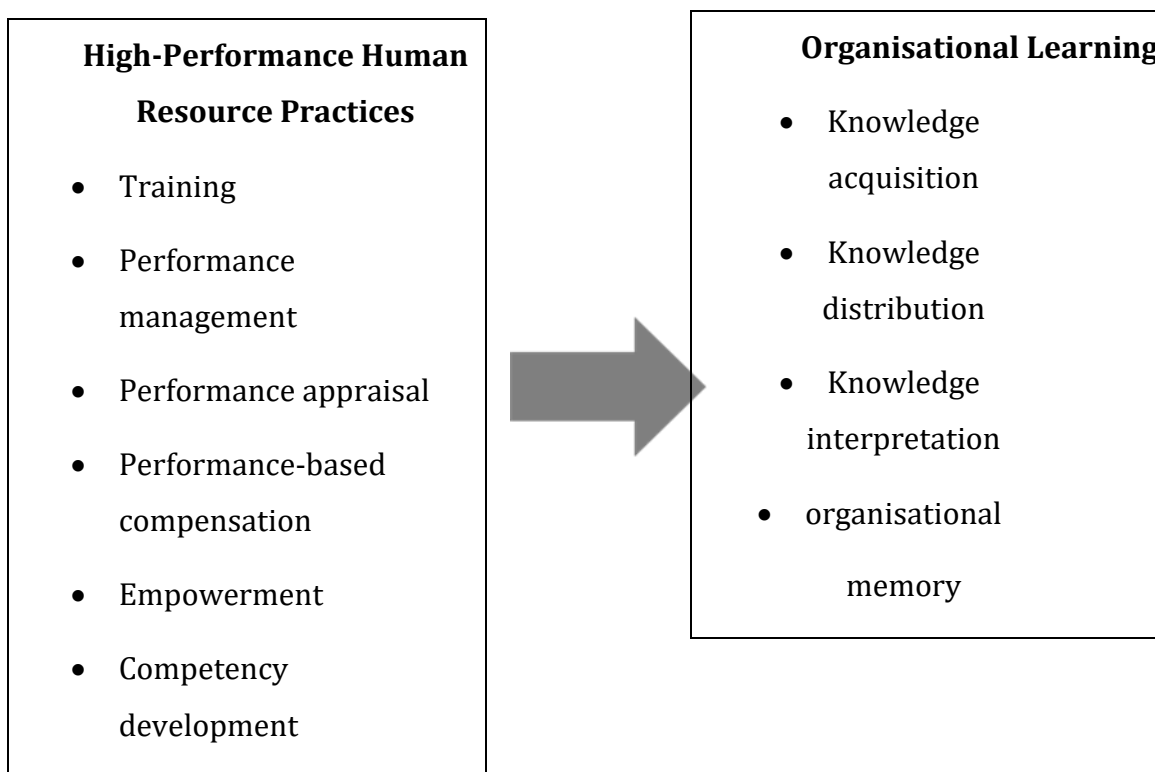 High-Performance Human
Resource Practices
• Training
• Performance
management
• Performance appraisal
• Performance-based
compensation
• Empowerment
• Competency
development
Organisational Learning
• Knowledge
acquisition
• Knowledge
distribution
• Knowledge
interpretation
• organisational
memory